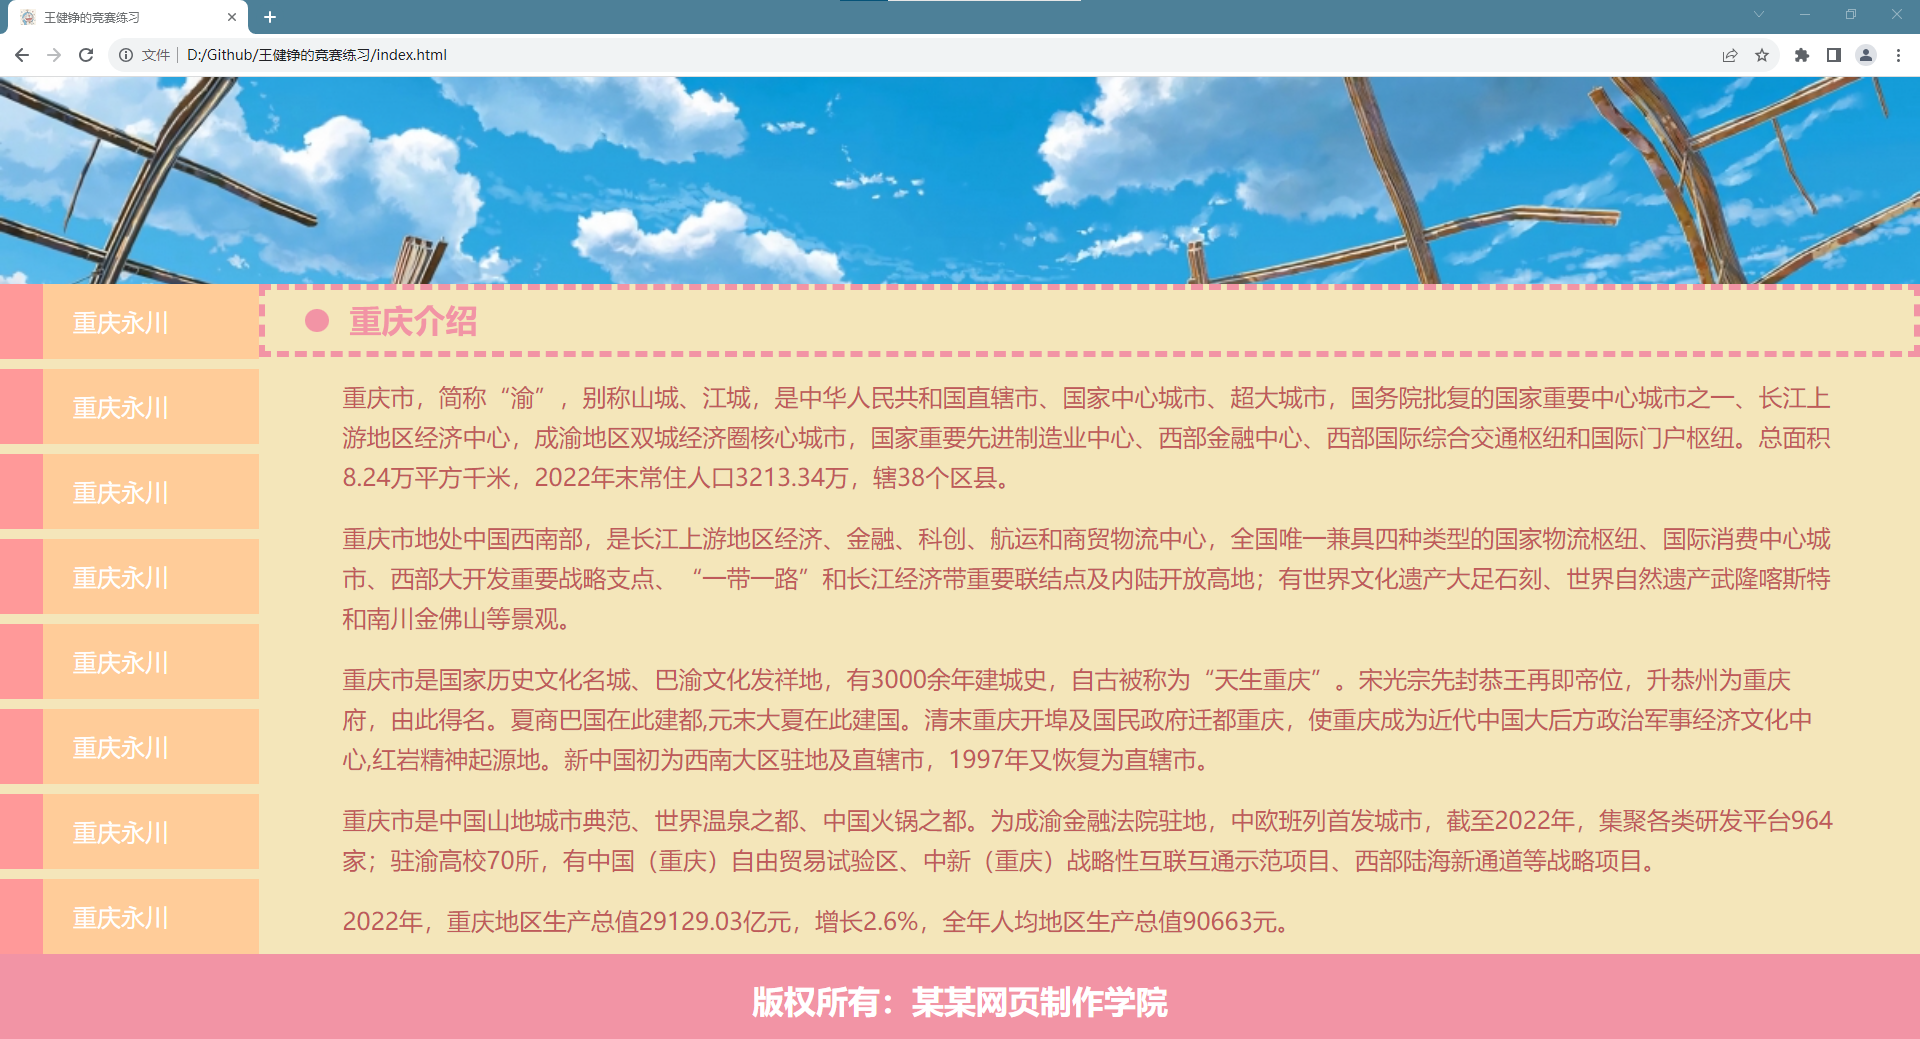 王健铮的竞赛练习
文件 D:/Github/王健铮的竞赛练习/index.html
重庆永川
重庆永川
重庆永川
重庆永川
重庆永川
重庆永川
重庆永川
重庆永川
重庆介绍
重庆市，简称“渝”，别称山城、江城，是中华人民共和国直辖市、国家中心城市、超大城市，国务院批复的国家重要中心城市之一、长江上
游地区经济中心，成渝地区双城经济圈核心城市，国家重要先进制造业中心、西部金融中心、西部国际综合交通枢纽和国际门户枢纽。总面积
8.24万平方千米，2022年末常住人口3213.34万，辖38个区县。
重庆市地处中国西南部，是长江上游地区经济、金融、科创、航运和商贸物流中心，全国唯一兼具四种类型的国家物流枢纽、国际消费中心城
市、西部大开发重要战略支点、“一带一路”和长江经济带重要联结点及内陆开放高地；有世界文化遗产大足石刻、世界自然遗产武隆喀斯特
和南川金佛山等景观。
重庆市是国家历史文化名城、巴渝文化发祥地，有3000余年建城史，自古被称为“天生重庆”。宋光宗先封恭王再即帝位，升恭州为重庆
府，由此得名。夏商巴国在此建都,元末大夏在此建国。清末重庆开埠及国民政府迁都重庆，使重庆成为近代中国大后方政治军事经济文化中
心,红岩精神起源地。新中国初为西南大区驻地及直辖市，1997年又恢复为直辖市。
重庆市是中国山地城市典范、世界温泉之都、中国火锅之都。为成渝金融法院驻地，中欧班列首发城市，截至2022年，集聚各类研发平台964
家；驻渝高校70所，有中国（重庆）自由贸易试验区、中新（重庆）战略性互联互通示范项目、西部陆海新通道等战略项目。
2022年，重庆地区生产总值29129.03亿元，增长2.6%，全年人均地区生产总值90663元。
版权所有：某某网页制作学院